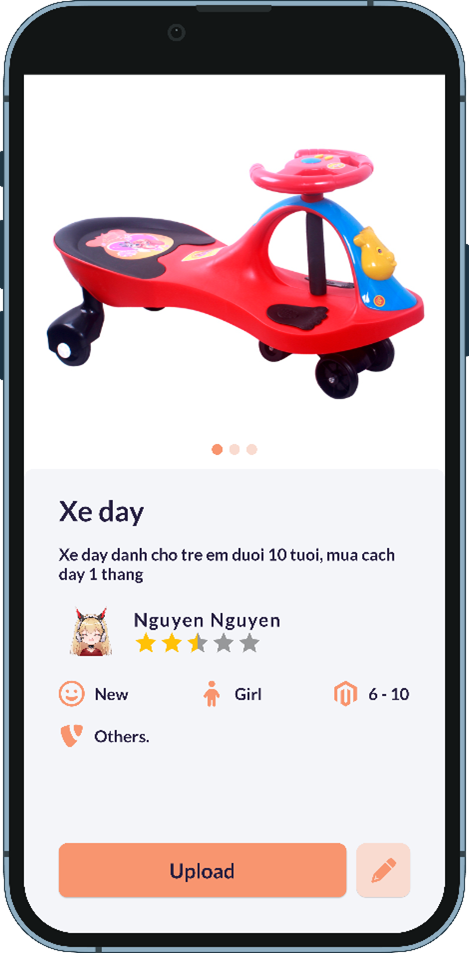 Xe day
Xe day danh cho tre em duoi 10 tuoi, mua cach
day 1 thang
Nguyen Nguyen
New
Girl
6 - 10
Others.
Upload